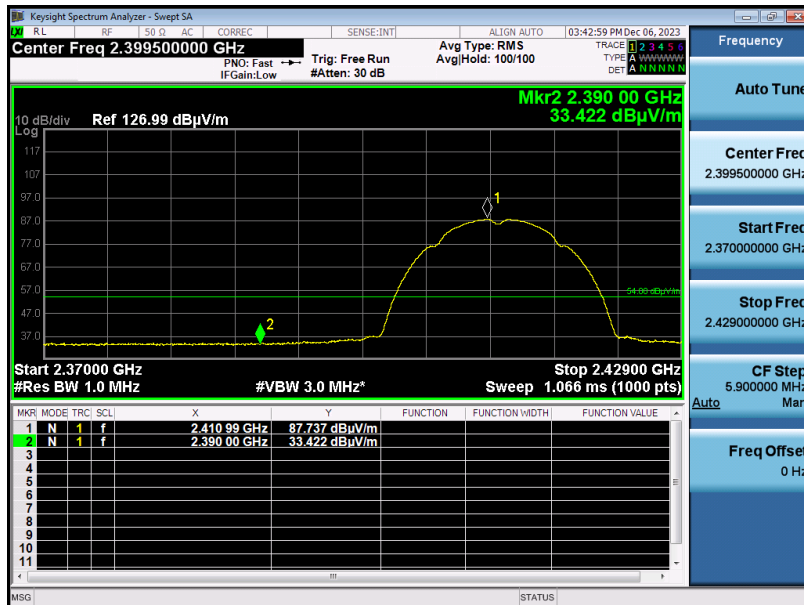 Keysight Spectrum Analyzer - Swept SA
LXI RL RF 50 Ω AC CORREC SENSE:INT ALIGN AUTO 03:42:59 PM Dec 06, 2023
Center Freq 2.399500000 GHz
PNO: Fast
IFGain:Low
Trig: Free Run
#Atten: 30 dB
Avg Type: RMS
Avg|Hold: 100/100
TRACE 1 2 3 4 5 6
TYPE A W W W W W
DET A N N N N N
Mkr2 2.390 00 GHz
33.422 dBµV/m
10 dB/div Ref 126.99 dBµV/m
Log
117
107
97.0
87.0
77.0
67.0
57.0
47.0
37.0
1
2
54.00 dBµV/m
Start 2.37000 GHz
Stop 2.42900 GHz
#Res BW 1.0 MHz
#VBW 3.0 MHz*
Sweep 1.066 ms (1000 pts)
MKR MODE TRC SCL X Y FUNCTION FUNCTION WIDTH FUNCTION VALUE
1 N 1 f 2.410 99 GHz 87.737 dBµV/m
2 N 1 f 2.390 00 GHz 33.422 dBµV/m
3
4
5
6
7
8
9
10
11
MSG STATUS
Frequency
Auto Tune
Center Freq
2.399500000 GHz
Start Freq
2.370000000 GHz
Stop Freq
2.429000000 GHz
CF Step
5.900000 MHz
Auto Man
Freq Offset
0 Hz